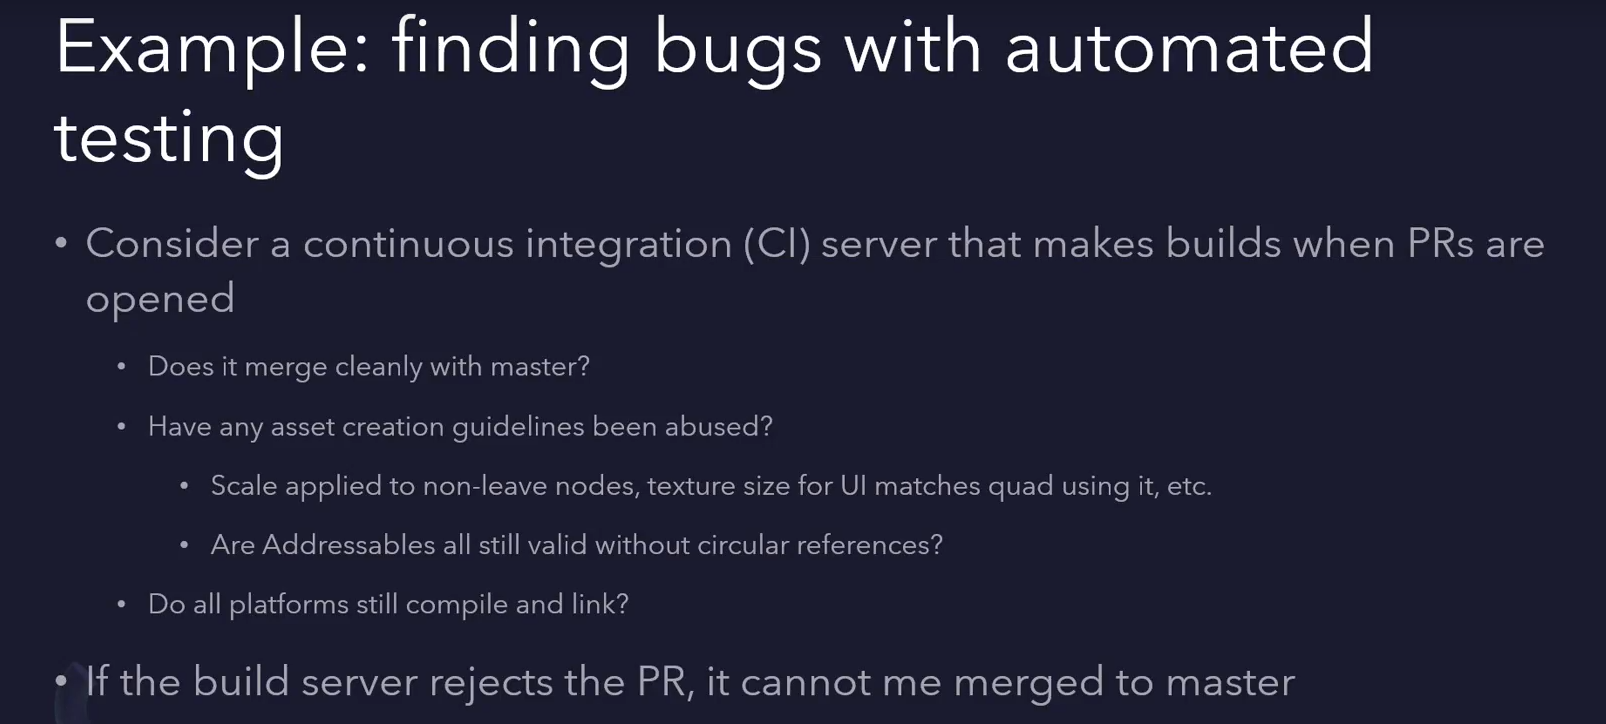 Example: finding bugs with automated
testing
• Consider a continuous integration (CI) server that makes builds when PRs are
opened
• Does it merge cleanly with master?
• Have any asset creation guidelines been abused?
• Scale applied to non-leave nodes, texture size for UI matches quad using it, etc.
• Are Addressables all still valid without circular references?
• Do all platforms still compile and link?
• If the build server rejects the PR, it cannot me merged to master